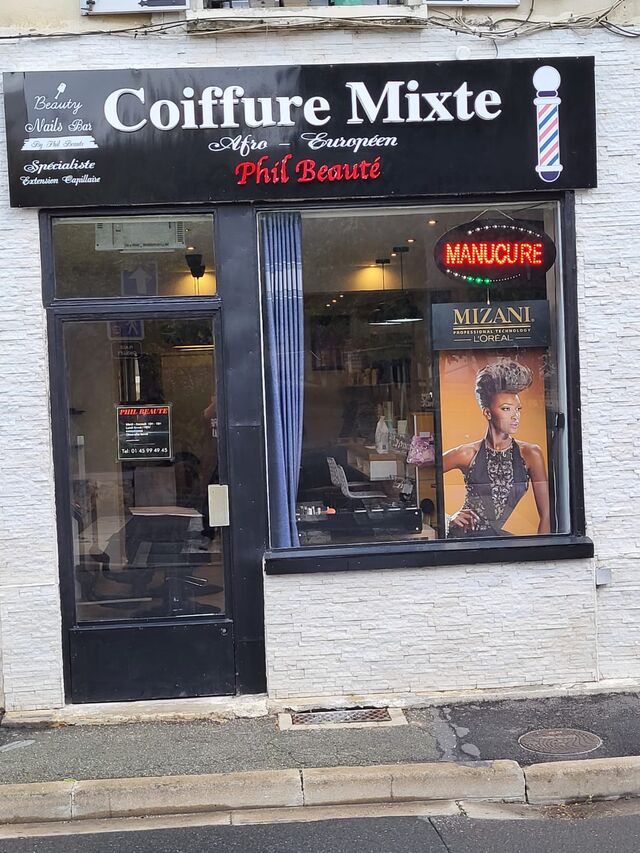 Beauty
Nails Bar
By Phil Beauté
Spécialiste
Extension Capillaire
Coiffure Mixte
Afro - Européen
Phil Beauté
MANUCURE
MIZANI
PROFESSIONAL TECHNOLOGY
L'ORÉAL
PHIL BEAUTE
Tel: 01 45 99 49 45